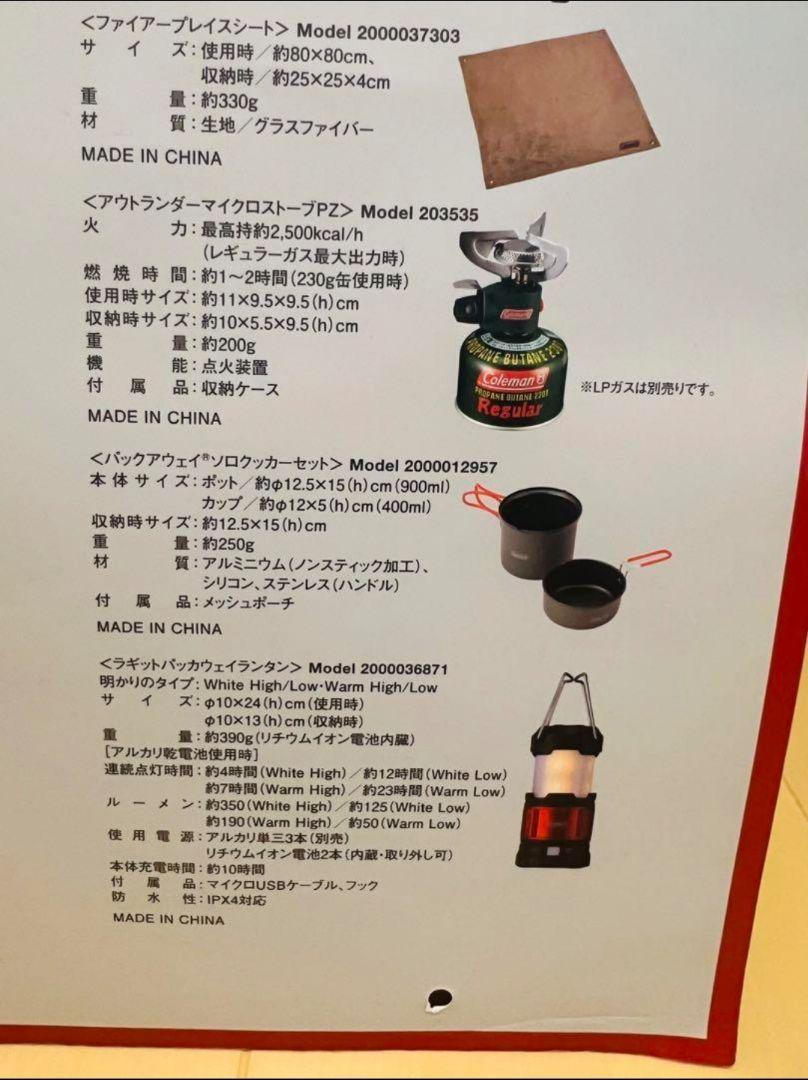 <ファイアープレイスシート> Model 2000037303
サイズ：使用時／約80×80cm、
収納時／約25×25×4cm
重量：約330g
材質：生地／グラスファイバー
MADE IN CHINA
<アウトランダーマイクロストーブPZ> Model 203535
火力：最高持約2,500kcal/h
（レギュラーガス最大出力時）
燃焼時間：約1〜2時間（230g缶使用時）
使用時サイズ：約11×9.5×9.5（h）cm
収納時サイズ：約10×5.5×9.5（h）cm
重量：約200g
機能：点火装置
付属品：収納ケース
MADE IN CHINA
Coleman
PROPANE BUTANE 220T
Coleman
PROPANE BUTANE 220T
Regular
※LPガスは別売りです。
<パックアウェイ®ソロクッカーセット> Model 2000012957
本体サイズ：ポット／約φ12.5×15（h）cm（900ml）
カップ／約φ12×5（h）cm（400ml）
収納時サイズ：約12.5×15（h）cm
重量：約250g
材質：アルミニウム（ノンスティック加工）、
シリコン、ステンレス（ハンドル）
付属品：メッシュポーチ
MADE IN CHINA
<ラギットパッカウェイランタン> Model 2000036871
明かりのタイプ：White High/Low・Warm High/Low
サイズ：φ10×24（h）cm（使用時）
φ10×13（h）cm（収納時）
重量：約390g（リチウムイオン電池内臓）
［アルカリ乾電池使用時］
連続点灯時間：約4時間（White High）／約12時間（White Low）
約7時間（Warm High）／約23時間（Warm Low）
ルーメン：約350（White High）／約125（White Low）
約190（Warm High）／約50（Warm Low）
使用電源：アルカリ単三3本（別売）
リチウムイオン電池2本（内蔵・取り外し可）
本体充電時間：約10時間
付属品：マイクロUSBケーブル、フック
防水性：IPX4対応
MADE IN CHINA